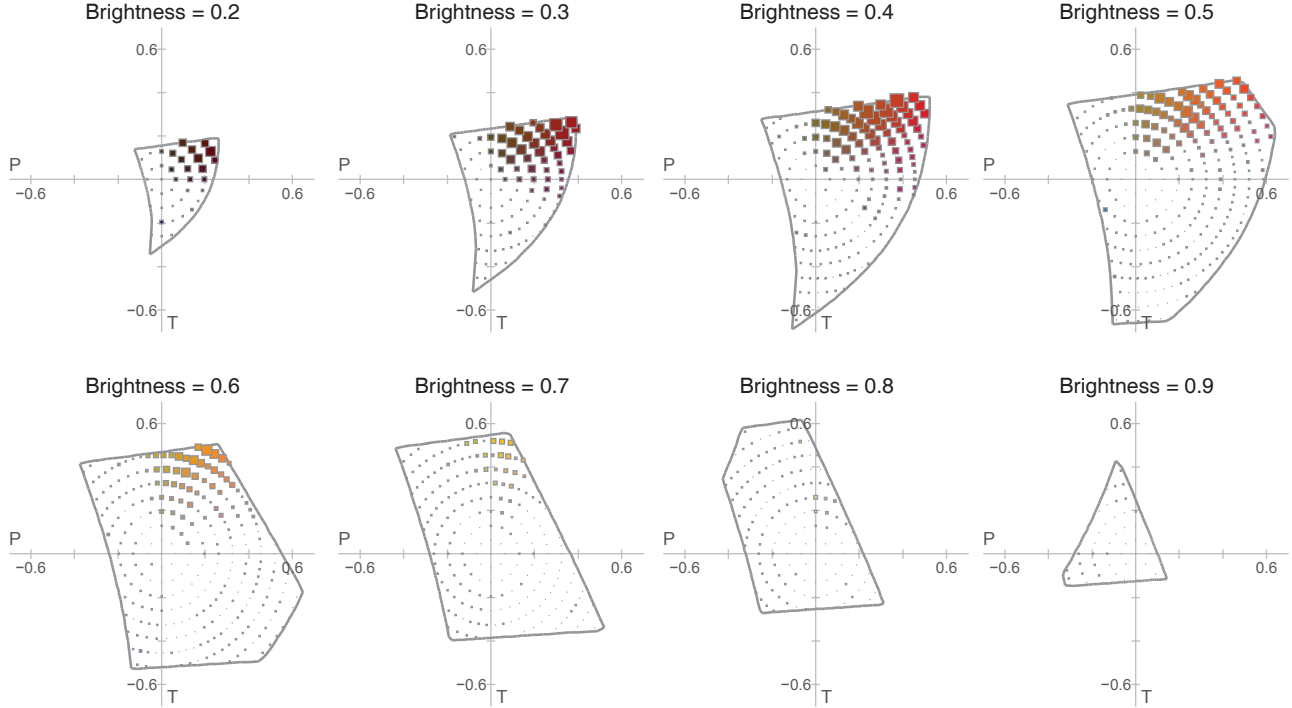 Brightness = 0.2 Brightness = 0.3 Brightness = 0.4 Brightness = 0.5
0.6 0.6 0.6 0.6
P P P P
−0.6 0.6 −0.6 0.6 −0.6 0.6 −0.6 0.6
−0.6 T −0.6 T −0.6 T −0.6 T
Brightness = 0.6 Brightness = 0.7 Brightness = 0.8 Brightness = 0.9
0.6 0.6 0.6 0.6
P P P P
−0.6 0.6 −0.6 0.6 −0.6 0.6 −0.6 0.6
−0.6 T −0.6 T −0.6 T −0.6 T